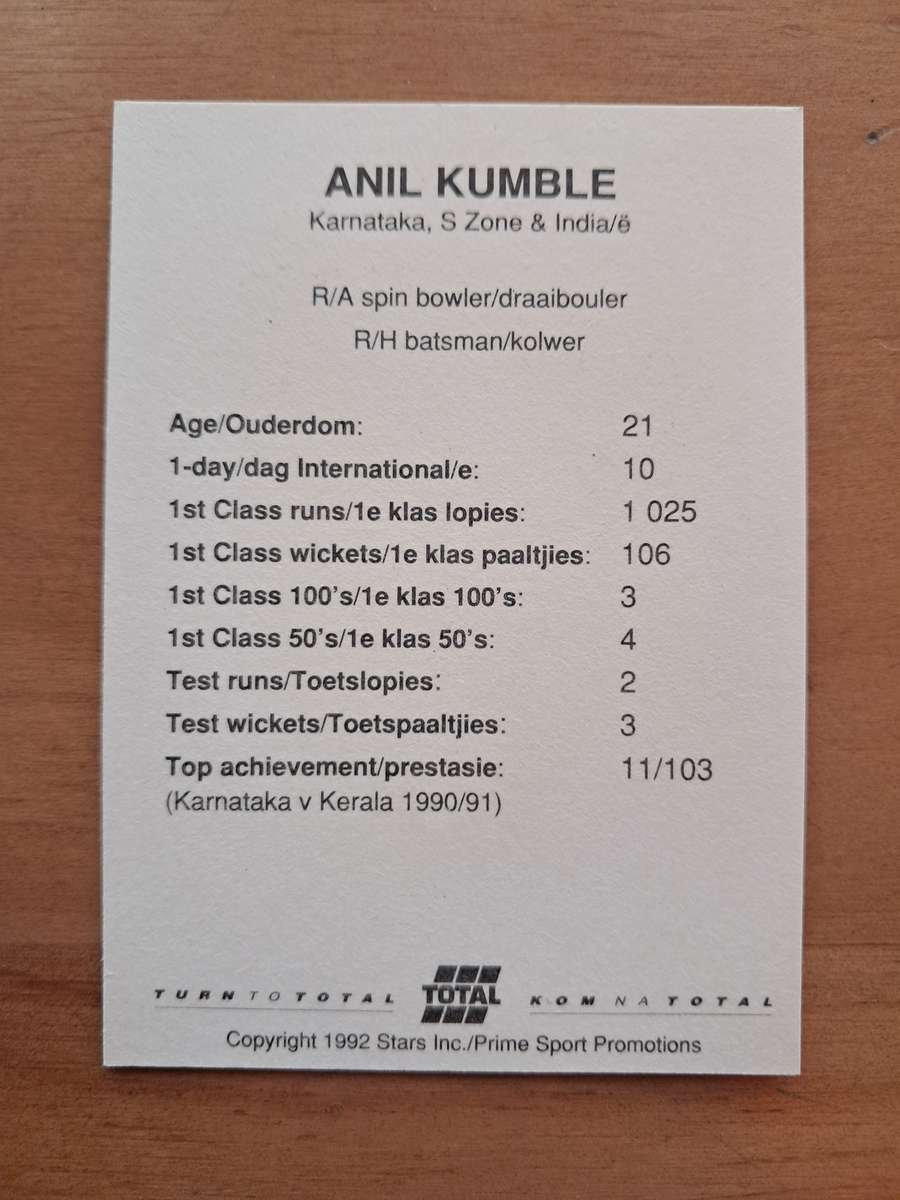 ANIL KUMBLE
Karnataka, S Zone & India/ë
R/A spin bowler/draaibouler
R/H batsman/kolwer
Age/Ouderdom: 21
1-day/dag International/e: 10
1st Class runs/1e klas lopies: 1 025
1st Class wickets/1e klas paaltjies: 106
1st Class 100's/1e klas 100's: 3
1st Class 50's/1e klas 50's: 4
Test runs/Toetslopies: 2
Test wickets/Toetspaaltjies: 3
Top achievement/prestasie: 11/103
(Karnataka v Kerala 1990/91)
TURN TO TOTAL TOTAL KOM NA TOTAL
Copyright 1992 Stars Inc./Prime Sport Promotions